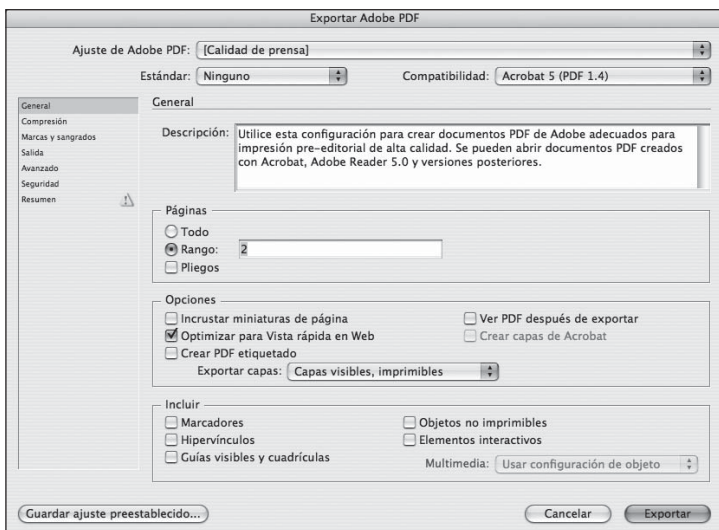 Exportar Adobe PDF
Ajuste de Adobe PDF: [Calidad de prensa]
Estándar: Ninguno Compatibilidad: Acrobat 5 (PDF 1.4)
General
Compresión
Marcas y sangrados
Salida
Avanzado
Seguridad
Resumen
General
Descripción: Utilice esta configuración para crear documentos PDF de Adobe adecuados para
impresión pre-editorial de alta calidad. Se pueden abrir documentos PDF creados
con Acrobat, Adobe Reader 5.0 y versiones posteriores.
Páginas
Todo
Rango: 2
Pliegos
Opciones
Incrustar miniaturas de página Ver PDF después de exportar
Optimizar para Vista rápida en Web Crear capas de Acrobat
Crear PDF etiquetado
Exportar capas: Capas visibles, imprimibles
Incluir
Marcadores Objetos no imprimibles
Hipervínculos Elementos interactivos
Guías visibles y cuadrículas Multimedia: Usar configuración de objeto
Guardar ajuste preestablecido... Cancelar Exportar